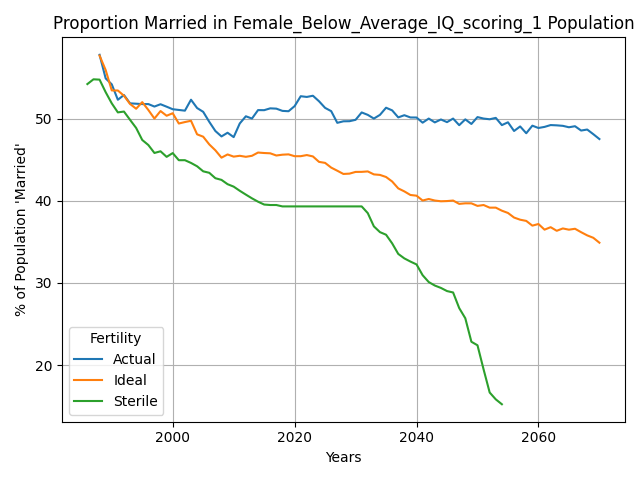 Proportion Married in Female_Below_Average_IQ_scoring_1 Population
% of Population 'Married'
50
40
30
20
Fertility
Actual
Ideal
Sterile
2000 2020 2040 2060
Years